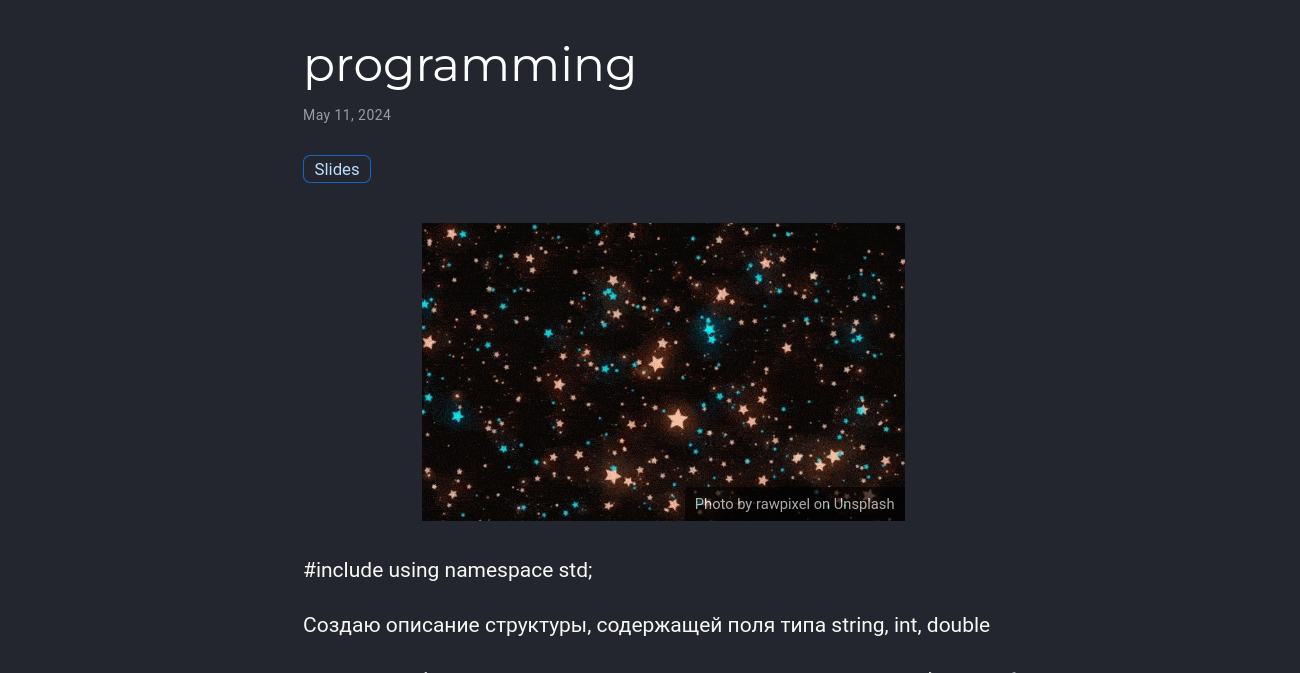 programming
May 11, 2024
Slides
Photo by rawpixel on Unsplash
#include using namespace std;
Создаю описание структуры, содержащей поля типа string, int, double